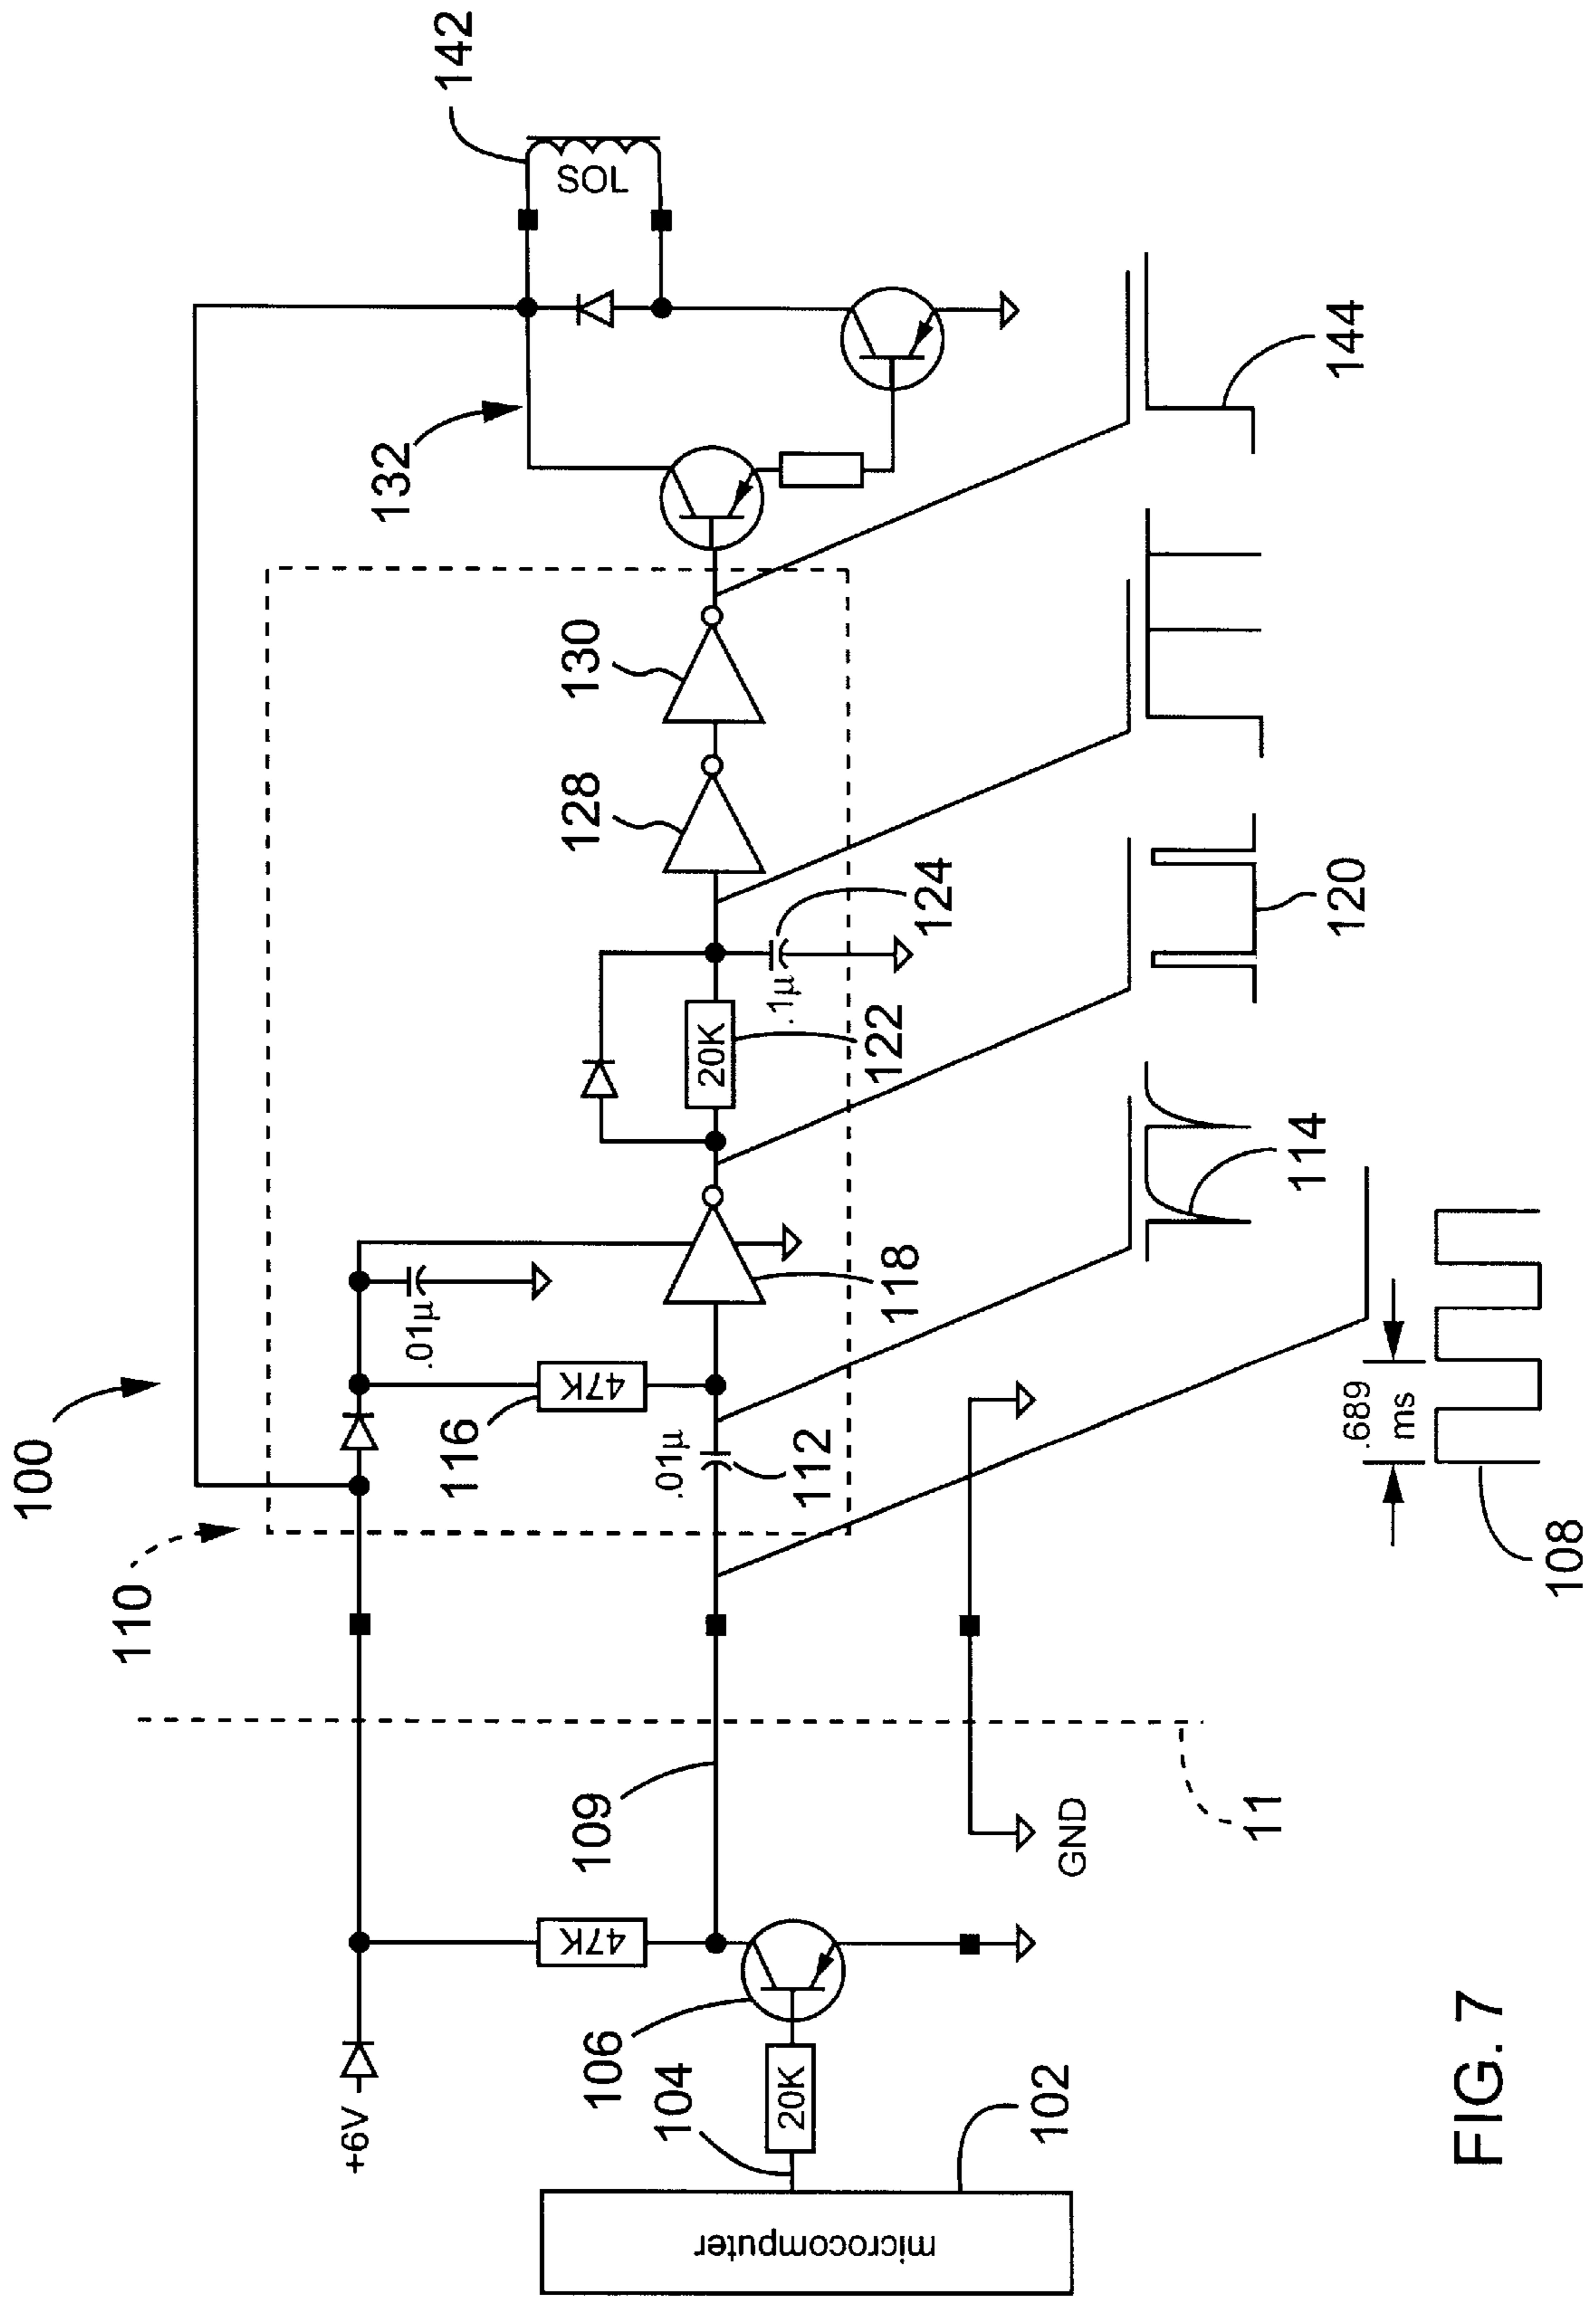 100
110
132
142
+6V
47K
116
47K
.01µ
.01µ
112
118
20K
122
.1µ
124
128
130
SOL
microcomputer
102
104
20K
106
109
GND
11
108
.689
ms
114
120
144
FIG. 7